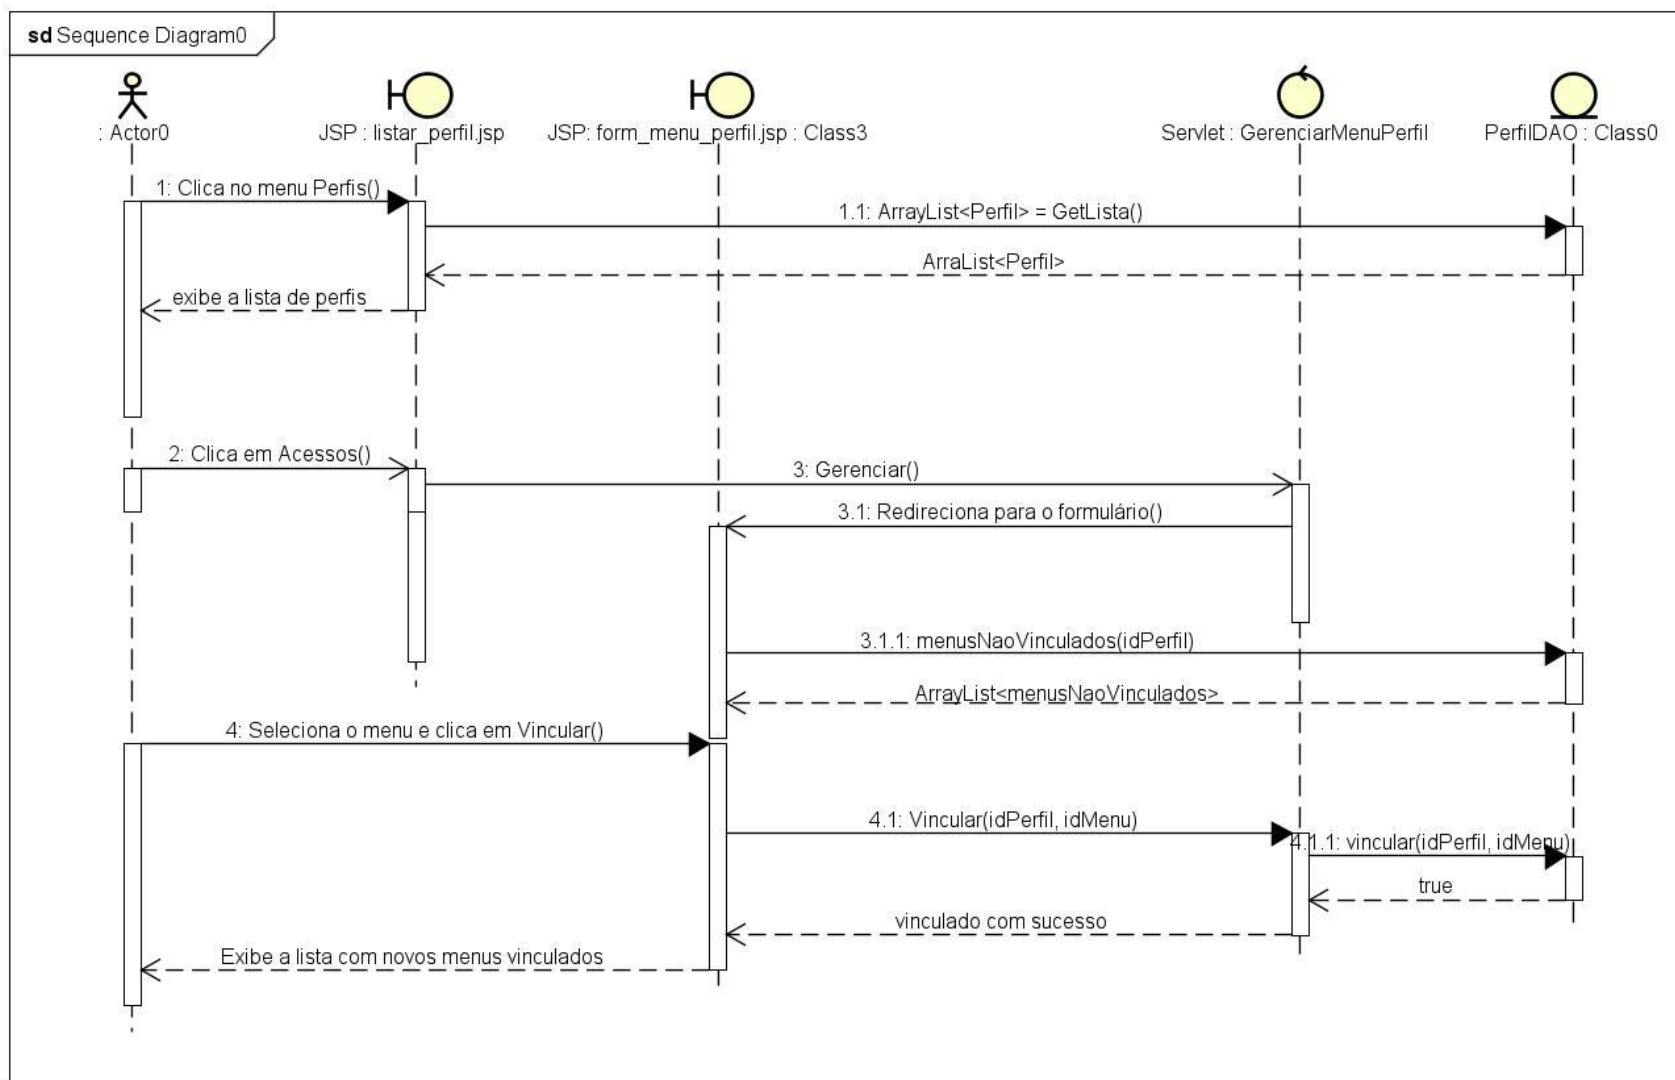 sd Sequence Diagram0
: Actor0
JSP : listar_perfil.jsp
JSP: form_menu_perfil.jsp : Class3
Servlet : GerenciarMenuPerfil
PerfilDAO : Class0
1: Clica no menu Perfis()
1.1: ArrayList<Perfil> = GetLista()
ArraList<Perfil>
exibe a lista de perfis
2: Clica em Acessos()
3: Gerenciar()
3.1: Redireciona para o formulário()
3.1.1: menusNaoVinculados(idPerfil)
ArrayList<menusNaoVinculados>
4: Seleciona o menu e clica em Vincular()
4.1: Vincular(idPerfil, idMenu)
4.1.1: vincular(idPerfil, idMenu)
true
vinculado com sucesso
Exibe a lista com novos menus vinculados